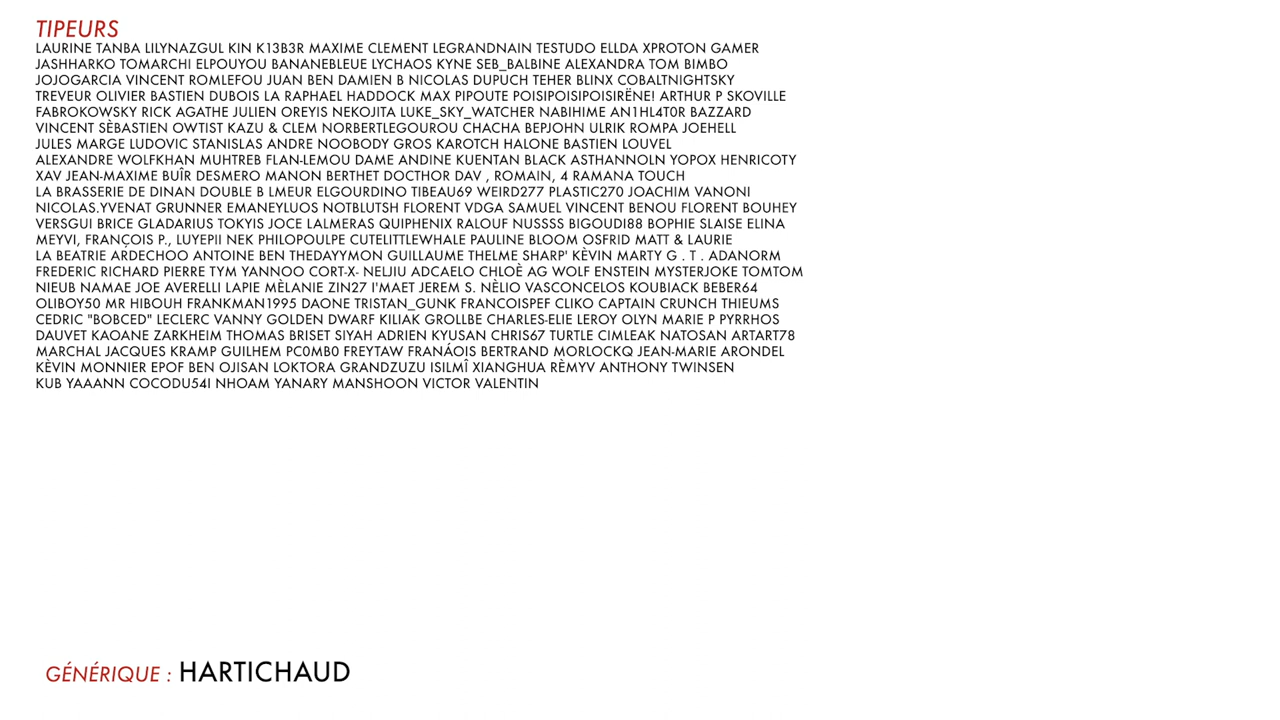 TIPEURS
LAURINE TANBA LILYNAZGUL KIN K13B3R MAXIME CLEMENT LEGRANDNAIN TESTUDO ELLDA XPROTON GAMER
JASHHARKO TOMARCHI ELPOUYOU BANANEBLEUE LYCHAOS KYNE SEB_BALBINE ALEXANDRA TOM BIMBO
JOJOGARCIA VINCENT ROMLEFOU JUAN BEN DAMIEN B NICOLAS DUPUCH TEHER BLINX COBALTNIGHTSKY
TREVEUR OLIVIER BASTIEN DUBOIS LA RAPHAEL HADDOCK MAX PIPOUTE POISIPOISIPOISIRËNE! ARTHUR P SKOVILLE
FABROKOWSKY RICK AGATHE JULIEN OREYIS NEKOJITA LUKE_SKY_WATCHER NABIHIME AN1HL4T0R BAZZARD
VINCENT SÈBASTIEN OWTIST KAZU & CLEM NORBERTLEGOUROU CHACHA BEPJOHN ULRIK ROMPA JOEHELL
JULES MARGE LUDOVIC STANISLAS ANDRE NOOBODY GROS KAROTCH HALONE BASTIEN LOUVEL
ALEXANDRE WOLFKHAN MUHTREB FLAN-LEMOU DAME ANDINE KUENTAN BLACK ASTHANNOLN YOPOX HENRICOTY
XAV JEAN-MAXIME BUÎR DESMERO MANON BERTHET DOCTHOR DAV , ROMAIN, 4 RAMANA TOUCH
LA BRASSERIE DE DINAN DOUBLE B LMEUR ELGOURDINO TIBEAU69 WEIRD277 PLASTIC270 JOACHIM VANONI
NICOLAS.YVENAT GRUNNER EMANEYLUOS NOTBLUTSH FLORENT VDGA SAMUEL VINCENT BENOU FLORENT BOUHEY
VERSGUI BRICE GLADARIUS TOKYIS JOCE LALMERAS QUIPHENIX RALOUF NUSSSS BIGOUDI88 BOPHIE SLAISE ELINA
MEYVI, FRANÇOIS P., LUYEPII NEK PHILOPOULPE CUTELITTLEWHALE PAULINE BLOOM OSFRID MATT & LAURIE
LA BEATRIE ARDECHOO ANTOINE BEN THEDAYYMON GUILLAUME THELME SHARP' KÈVIN MARTY G . T . ADANORM
FREDERIC RICHARD PIERRE TYM YANNOO CORT-X- NELJIU ADCAELO CHLOÈ AG WOLF ENSTEIN MYSTERJOKE TOMTOM
NIEUB NAMAE JOE AVERELLI LAPIE MÈLANIE ZIN27 I'MAET JEREM S. NÈLIO VASCONCELOS KOUBIACK BEBER64
OLIBOY50 MR HIBOUH FRANKMAN1995 DAONE TRISTAN_GUNK FRANCOISPEF CLIKO CAPTAIN CRUNCH THIEUMS
CEDRIC "BOBCED" LECLERC VANNY GOLDEN DWARF KILIAK GROLLBE CHARLES-ELIE LEROY OLYN MARIE P PYRRHOS
DAUVET KAOANE ZARKHEIM THOMAS BRISET SIYAH ADRIEN KYUSAN CHRIS67 TURTLE CIMLEAK NATOSAN ARTART78
MARCHAL JACQUES KRAMP GUILHEM PC0MB0 FREYTAW FRANÁOIS BERTRAND MORLOCKQ JEAN-MARIE ARONDEL
KÈVIN MONNIER EPOF BEN OJISAN LOKTORA GRANDZUZU ISILMÎ XIANGHUA RÈMYV ANTHONY TWINSEN
KUB YAAANN COCODU54I NHOAM YANARY MANSHOON VICTOR VALENTIN
GÉNÉRIQUE : HARTICHAUD